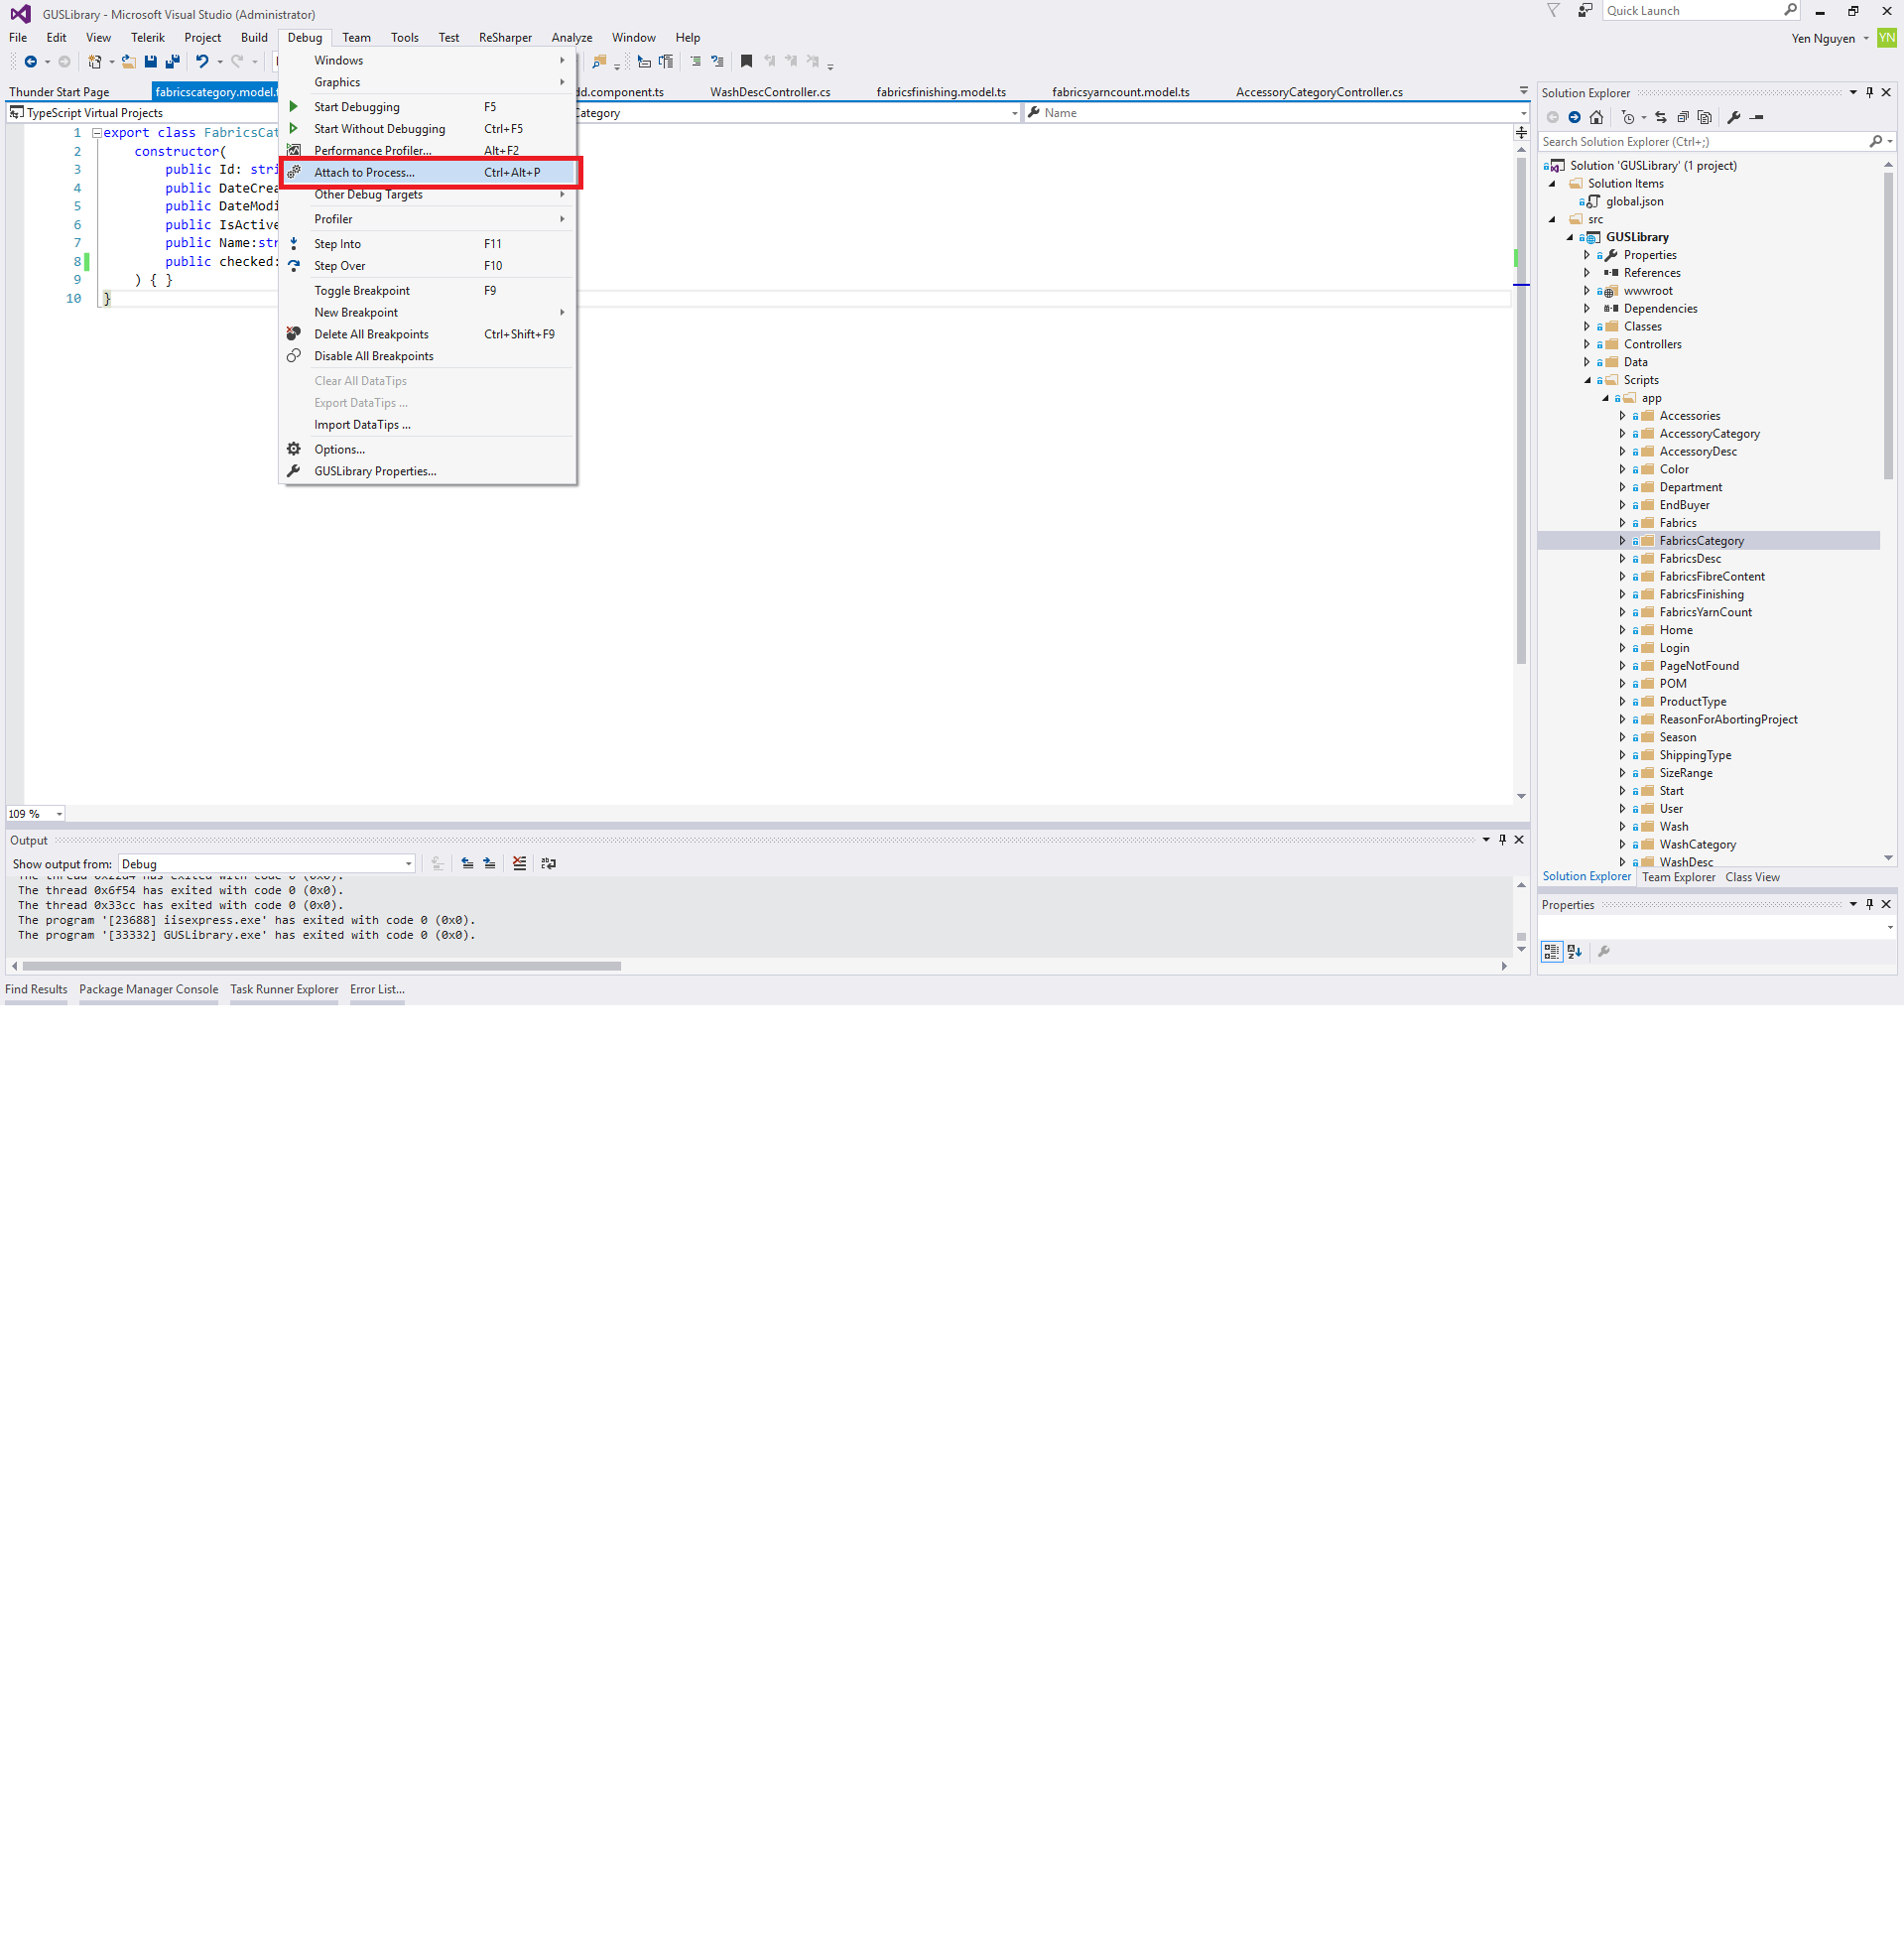 GUSLibrary - Microsoft Visual Studio (Administrator)
Quick Launch
File Edit View Telerik Project Build Debug Team Tools Test ReSharper Analyze Window Help
Yen Nguyen YN
Thunder Start Page fabricscategory.model.t dd.component.ts WashDescController.cs fabricsfinishing.model.ts fabricsyarncount.model.ts AccessoryCategoryController.cs
TypeScript Virtual Projects Category Name
1 export class FabricsCat
2 constructor(
3 public Id: stri
4 public DateCrea
5 public DateModi
6 public IsActive
7 public Name:str
8 public checked:
9 ) { }
10 }
Windows
Graphics
Start Debugging F5
Start Without Debugging Ctrl+F5
Performance Profiler... Alt+F2
Attach to Process... Ctrl+Alt+P
Other Debug Targets
Profiler
Step Into F11
Step Over F10
Toggle Breakpoint F9
New Breakpoint
Delete All Breakpoints Ctrl+Shift+F9
Disable All Breakpoints
Clear All DataTips
Export DataTips ...
Import DataTips ...
Options...
GUSLibrary Properties...
109 %
Output
Show output from: Debug
The thread 0x22a4 has exited with code 0 (0x0).
The thread 0x6f54 has exited with code 0 (0x0).
The thread 0x33cc has exited with code 0 (0x0).
The program '[23688] iisexpress.exe' has exited with code 0 (0x0).
The program '[33332] GUSLibrary.exe' has exited with code 0 (0x0).
Find Results Package Manager Console Task Runner Explorer Error List...
Solution Explorer
Search Solution Explorer (Ctrl+;)
Solution 'GUSLibrary' (1 project)
Solution Items
global.json
src
GUSLibrary
Properties
References
wwwroot
Dependencies
Classes
Controllers
Data
Scripts
app
Accessories
AccessoryCategory
AccessoryDesc
Color
Department
EndBuyer
Fabrics
FabricsCategory
FabricsDesc
FabricsFibreContent
FabricsFinishing
FabricsYarnCount
Home
Login
PageNotFound
POM
ProductType
ReasonForAbortingProject
Season
ShippingType
SizeRange
Start
User
Wash
WashCategory
WashDesc
Solution Explorer Team Explorer Class View
Properties